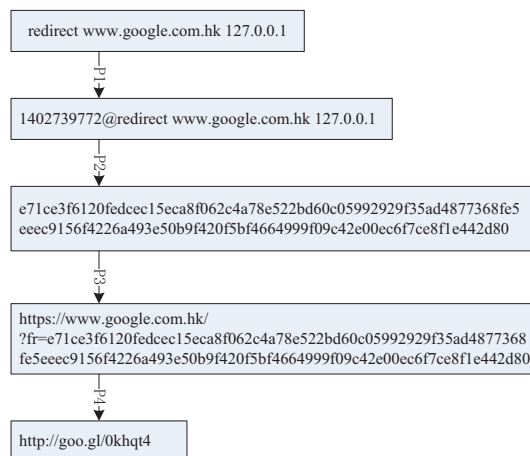 redirect www.google.com.hk 127.0.0.1
P1
1402739772@redirect www.google.com.hk 127.0.0.1
P2
e71ce3f6120fedcec15eca8f062c4a78e522bd60c05992929f35ad4877368fe5
eeec9156f4226a493e50b9f420f5bf4664999f09c42e00ec6f7ce8f1e442d80
P3
https://www.google.com.hk/
?fr=e71ce3f6120fedcec15eca8f062c4a78e522bd60c05992929f35ad4877368
fe5eeec9156f4226a493e50b9f420f5bf4664999f09c42e00ec6f7ce8f1e442d80
P4
http://goo.gl/0khqt4